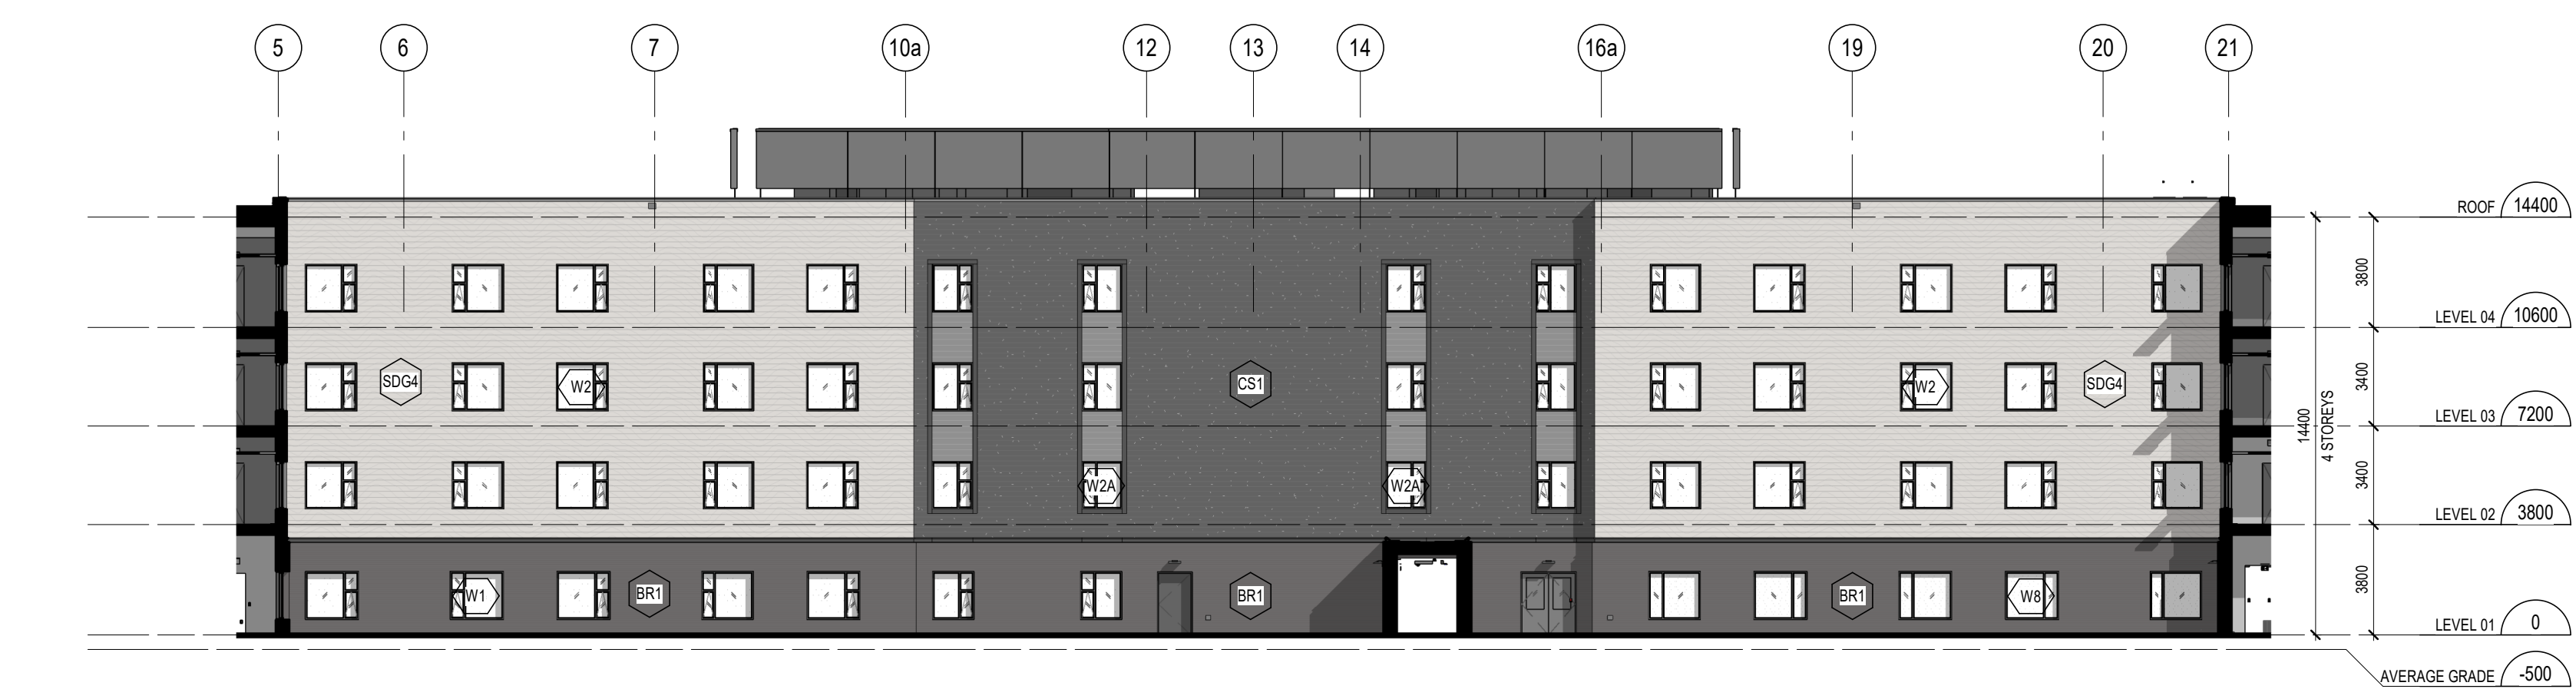 5 6 7 10a 12 13 14 16a 19 20 21
ROOF 14400
3800
LEVEL 04 10600
SDG4 W2 CS1 W2 SDG4
3400
LEVEL 03 7200
14400
4 STOREYS
W2A W2A
3400
LEVEL 02 3800
W1 BR1 BR1 BR1 W8
3800
LEVEL 01 0
AVERAGE GRADE -500